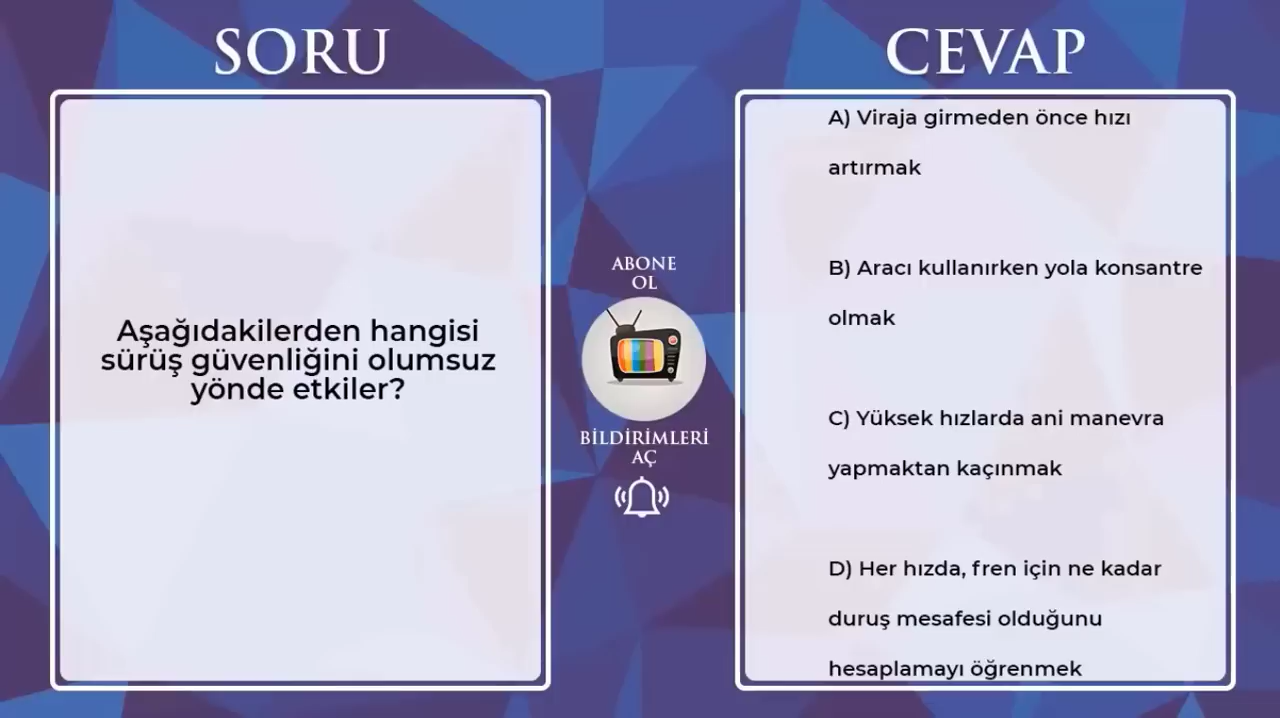 SORU
CEVAP
Aşağıdakilerden hangisi
sürüş güvenliğini olumsuz
yönde etkiler?
ABONE
OL
BİLDİRİMLERİ
AÇ
A) Viraja girmeden önce hızı
artırmak
B) Aracı kullanırken yola konsantre
olmak
C) Yüksek hızlarda ani manevra
yapmaktan kaçınmak
D) Her hızda, fren için ne kadar
duruş mesafesi olduğunu
hesaplamayı öğrenmek